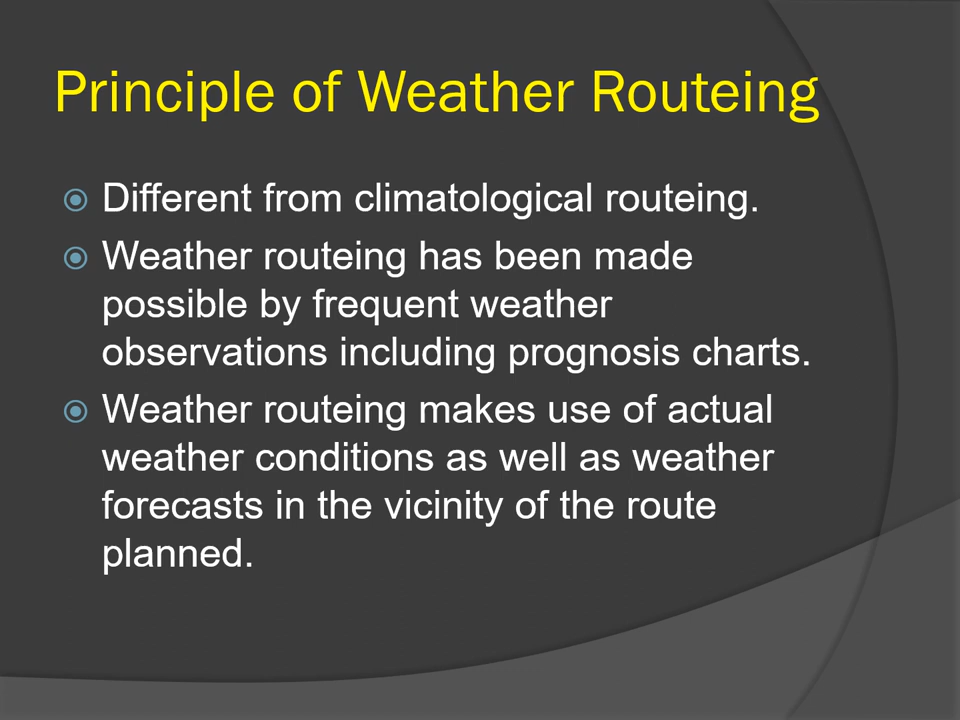 Principle of Weather Routeing
Different from climatological routeing.
Weather routeing has been made
possible by frequent weather
observations including prognosis charts.
Weather routeing makes use of actual
weather conditions as well as weather
forecasts in the vicinity of the route
planned.